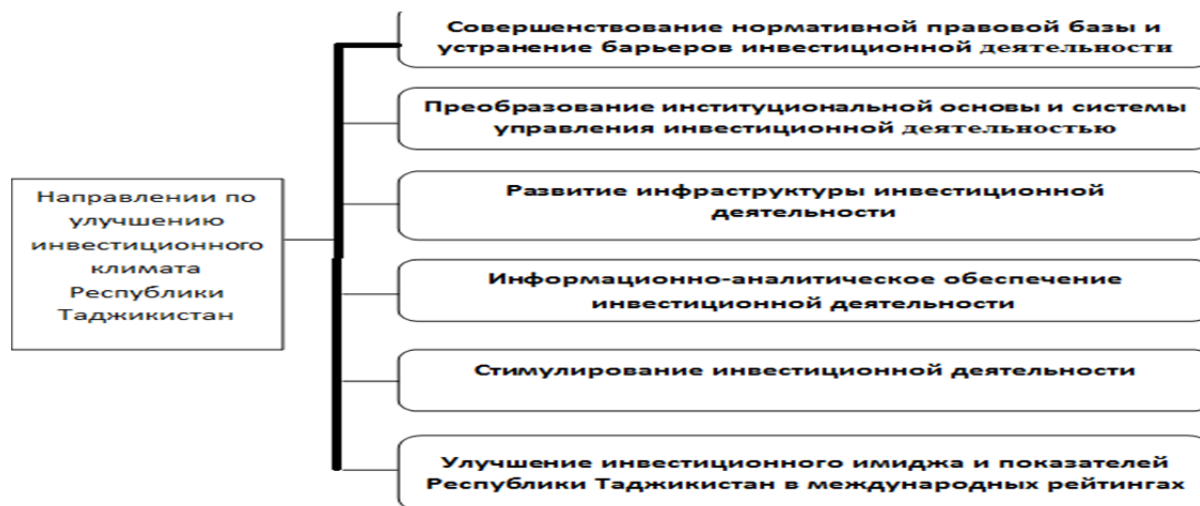 Направлении по
улучшению
инвестиционного
климата
Республики
Таджикистан
Совершенствование нормативной правовой базы и
устранение барьеров инвестиционной деятельности
Преобразование институциональной основы и системы
управления инвестиционной деятельностью
Развитие инфраструктуры инвестиционной
деятельности
Информационно-аналитическое обеспечение
инвестиционной деятельности
Стимулирование инвестиционной деятельности
Улучшение инвестиционного имиджа и показателей
Республики Таджикистан в международных рейтингах